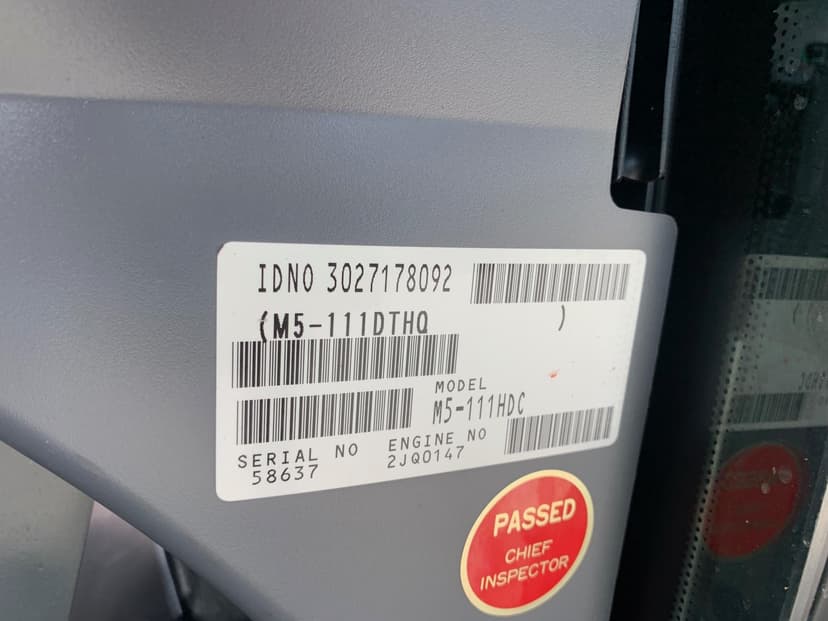 IDNO 3027178092
(M5-111DTHQ )
MODEL
M5-111HDC
SERIAL NO
58637
ENGINE NO
2JQ0147
PASSED
CHIEF
INSPECTOR